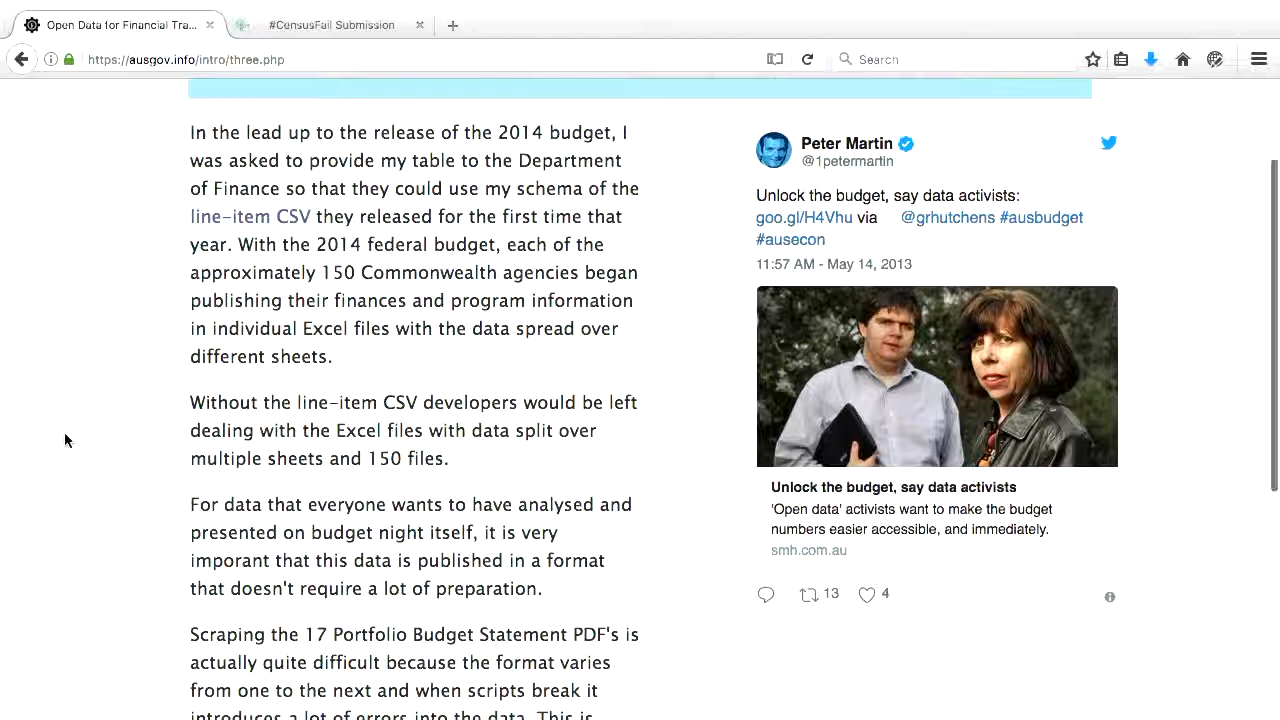 Open Data for Financial Tra...
#CensusFail Submission
https://ausgov.info/intro/three.php
Search
In the lead up to the release of the 2014 budget, I
was asked to provide my table to the Department
of Finance so that they could use my schema of the
line-item CSV they released for the first time that
year. With the 2014 federal budget, each of the
approximately 150 Commonwealth agencies began
publishing their finances and program information
in individual Excel files with the data spread over
different sheets.
Without the line-item CSV developers would be left
dealing with the Excel files with data split over
multiple sheets and 150 files.
For data that everyone wants to have analysed and
presented on budget night itself, it is very
imporant that this data is published in a format
that doesn't require a lot of preparation.
Scraping the 17 Portfolio Budget Statement PDF's is
actually quite difficult because the format varies
from one to the next and when scripts break it
introduces a lot of errors into the data. This is
Peter Martin
@1petermartin
Unlock the budget, say data activists:
goo.gl/H4Vhu via @grhutchens #ausbudget
#ausecon
11:57 AM - May 14, 2013
Unlock the budget, say data activists
'Open data' activists want to make the budget
numbers easier accessible, and immediately.
smh.com.au
13 4